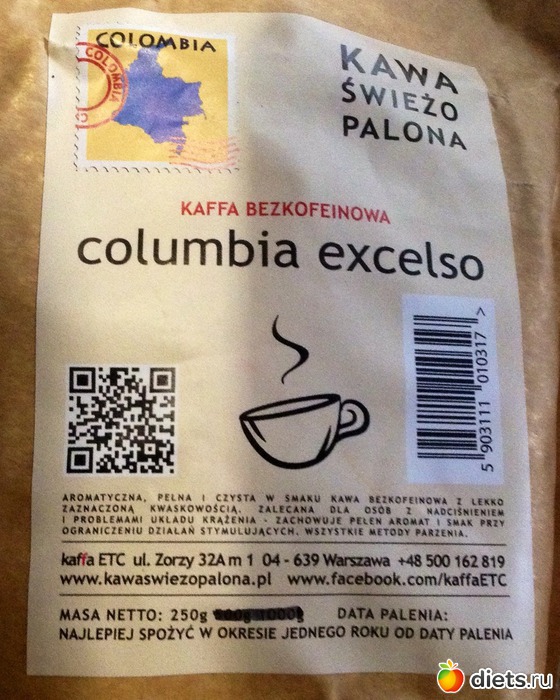 COLOMBIA
COLOMBIA
KAWA
ŚWIEŻO
PALONA
KAFFA BEZKOFEINOWA
columbia excelso
5 903111 010317 >
AROMATYCZNA, PEŁNA I CZYSTA W SMAKU KAWA BEZKOFEINOWA Z LEKKO
ZAZNACZONĄ KWASKOWOŚCIĄ. ZALECANA DLA OSÓB Z NADCIŚNIENIEM
I PROBLEMAMI UKŁADU KRĄŻENIA - ZACHOWUJE PEŁEN AROMAT I SMAK PRZY
OGRANICZENIU DZIAŁAŃ STYMULUJĄCYCH. WSZYSTKIE METODY PARZENIA.
kaffa ETC ul. Zorzy 32A m 1 04 - 639 Warszawa +48 500 162 819
www.kawaswiezopalona.pl www.facebook.com/kaffaETC
MASA NETTO: 250g 500g 1000g DATA PALENIA:
NAJLEPIEJ SPOŻYĆ W OKRESIE JEDNEGO ROKU OD DATY PALENIA
diets.ru